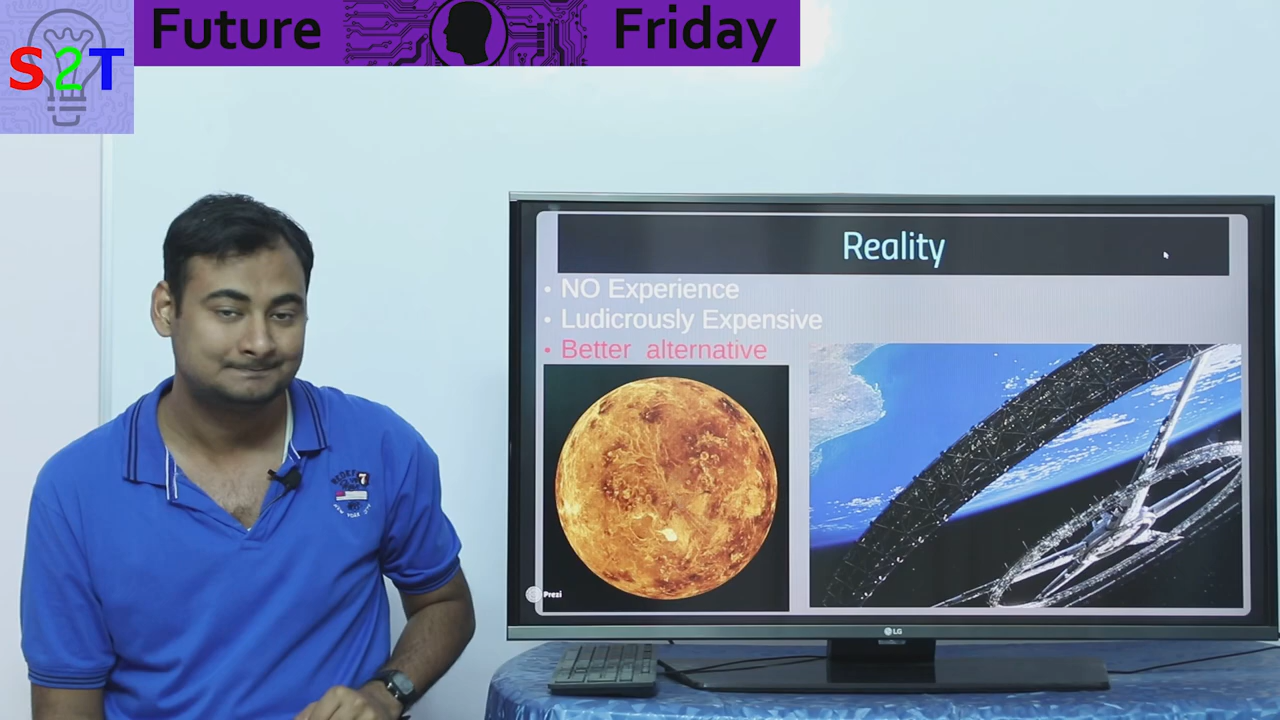 Future Friday
S2T
Reality
• NO Experience
• Ludicrously Expensive
• Better alternative
Prezi
LG